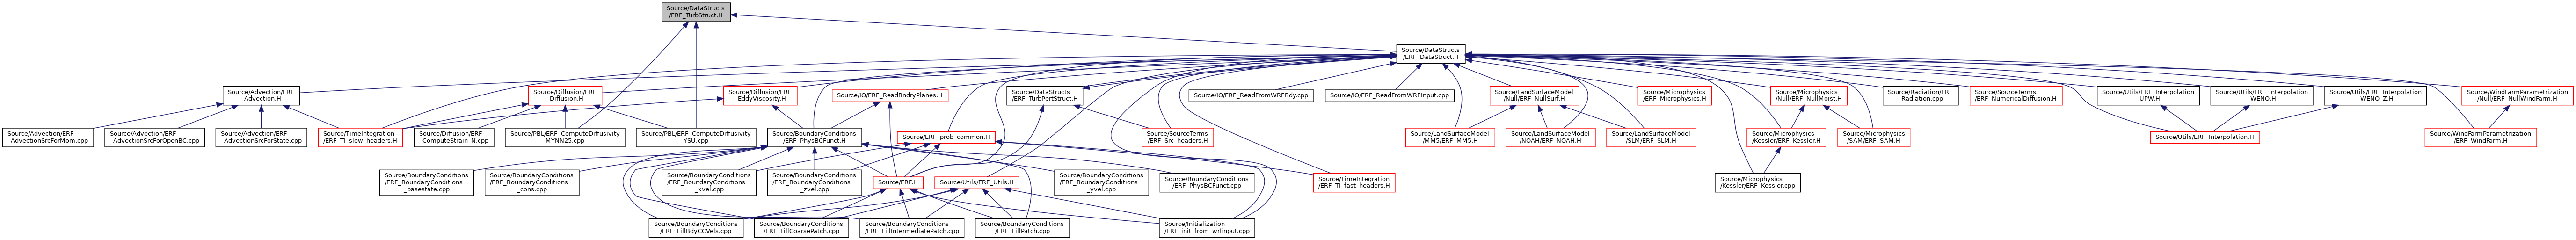 Source/DataStructs
/ERF_TurbStruct.H
Source/DataStructs
/ERF_DataStruct.H
Source/Advection/ERF
_Advection.H
Source/Diffusion/ERF
_Diffusion.H
Source/Diffusion/ERF
_EddyViscosity.H
Source/IO/ERF_ReadBndryPlanes.H
Source/DataStructs
/ERF_TurbPertStruct.H
Source/IO/ERF_ReadFromWRFBdy.cpp
Source/IO/ERF_ReadFromWRFInput.cpp
Source/LandSurfaceModel
/Null/ERF_NullSurf.H
Source/Microphysics
/ERF_Microphysics.H
Source/Microphysics
/Null/ERF_NullMoist.H
Source/Radiation/ERF
_Radiation.cpp
Source/SourceTerms
/ERF_NumericalDiffusion.H
Source/Utils/ERF_Interpolation
_UPW.H
Source/Utils/ERF_Interpolation
_WENO.H
Source/Utils/ERF_Interpolation
_WENO_Z.H
Source/WindFarmParametrization
/Null/ERF_NullWindFarm.H
Source/Advection/ERF
_AdvectionSrcForMom.cpp
Source/Advection/ERF
_AdvectionSrcForOpenBC.cpp
Source/Advection/ERF
_AdvectionSrcForState.cpp
Source/TimeIntegration
/ERF_TI_slow_headers.H
Source/Diffusion/ERF
_ComputeStrain_N.cpp
Source/PBL/ERF_ComputeDiffusivity
MYNN25.cpp
Source/PBL/ERF_ComputeDiffusivity
YSU.cpp
Source/BoundaryConditions
/ERF_PhysBCFunct.H
Source/ERF_prob_common.H
Source/SourceTerms
/ERF_Src_headers.H
Source/LandSurfaceModel
/MM5/ERF_MM5.H
Source/LandSurfaceModel
/NOAH/ERF_NOAH.H
Source/LandSurfaceModel
/SLM/ERF_SLM.H
Source/Microphysics
/Kessler/ERF_Kessler.H
Source/Microphysics
/SAM/ERF_SAM.H
Source/Utils/ERF_Interpolation.H
Source/WindFarmParametrization
/ERF_WindFarm.H
Source/BoundaryConditions
/ERF_BoundaryConditions
_basestate.cpp
Source/BoundaryConditions
/ERF_BoundaryConditions
_cons.cpp
Source/BoundaryConditions
/ERF_BoundaryConditions
_xvel.cpp
Source/BoundaryConditions
/ERF_BoundaryConditions
_zvel.cpp
Source/ERF.H
Source/Utils/ERF_Utils.H
Source/BoundaryConditions
/ERF_BoundaryConditions
_yvel.cpp
Source/BoundaryConditions
/ERF_PhysBCFunct.cpp
Source/TimeIntegration
/ERF_TI_fast_headers.H
Source/Microphysics
/Kessler/ERF_Kessler.cpp
Source/BoundaryConditions
/ERF_FillBdyCCVels.cpp
Source/BoundaryConditions
/ERF_FillCoarsePatch.cpp
Source/BoundaryConditions
/ERF_FillIntermediatePatch.cpp
Source/BoundaryConditions
/ERF_FillPatch.cpp
Source/Initialization
/ERF_init_from_wrfinput.cpp